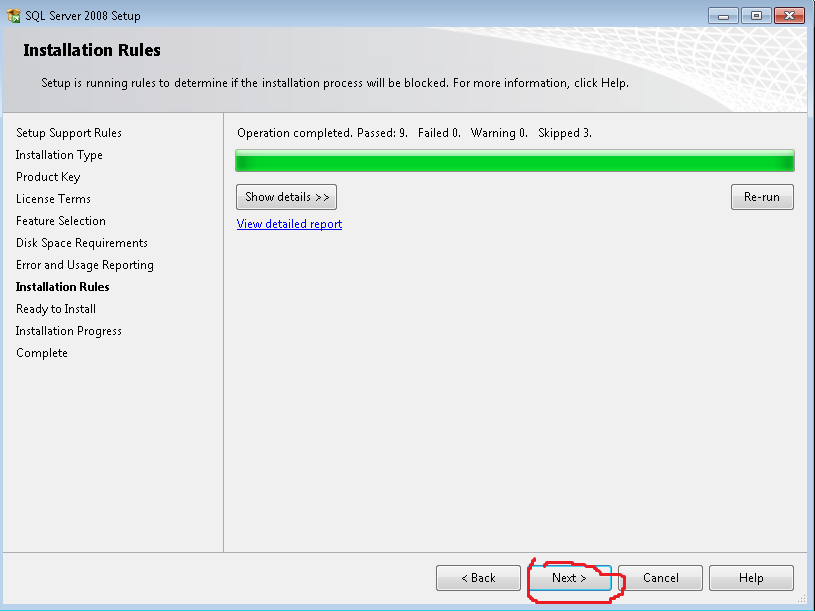 SQL Server 2008 Setup
Installation Rules
Setup is running rules to determine if the installation process will be blocked. For more information, click Help.
Setup Support Rules
Installation Type
Product Key
License Terms
Feature Selection
Disk Space Requirements
Error and Usage Reporting
Installation Rules
Ready to Install
Installation Progress
Complete
Operation completed. Passed: 9. Failed 0. Warning 0. Skipped 3.
Show details >> Re-run
View detailed report
< Back Next > Cancel Help